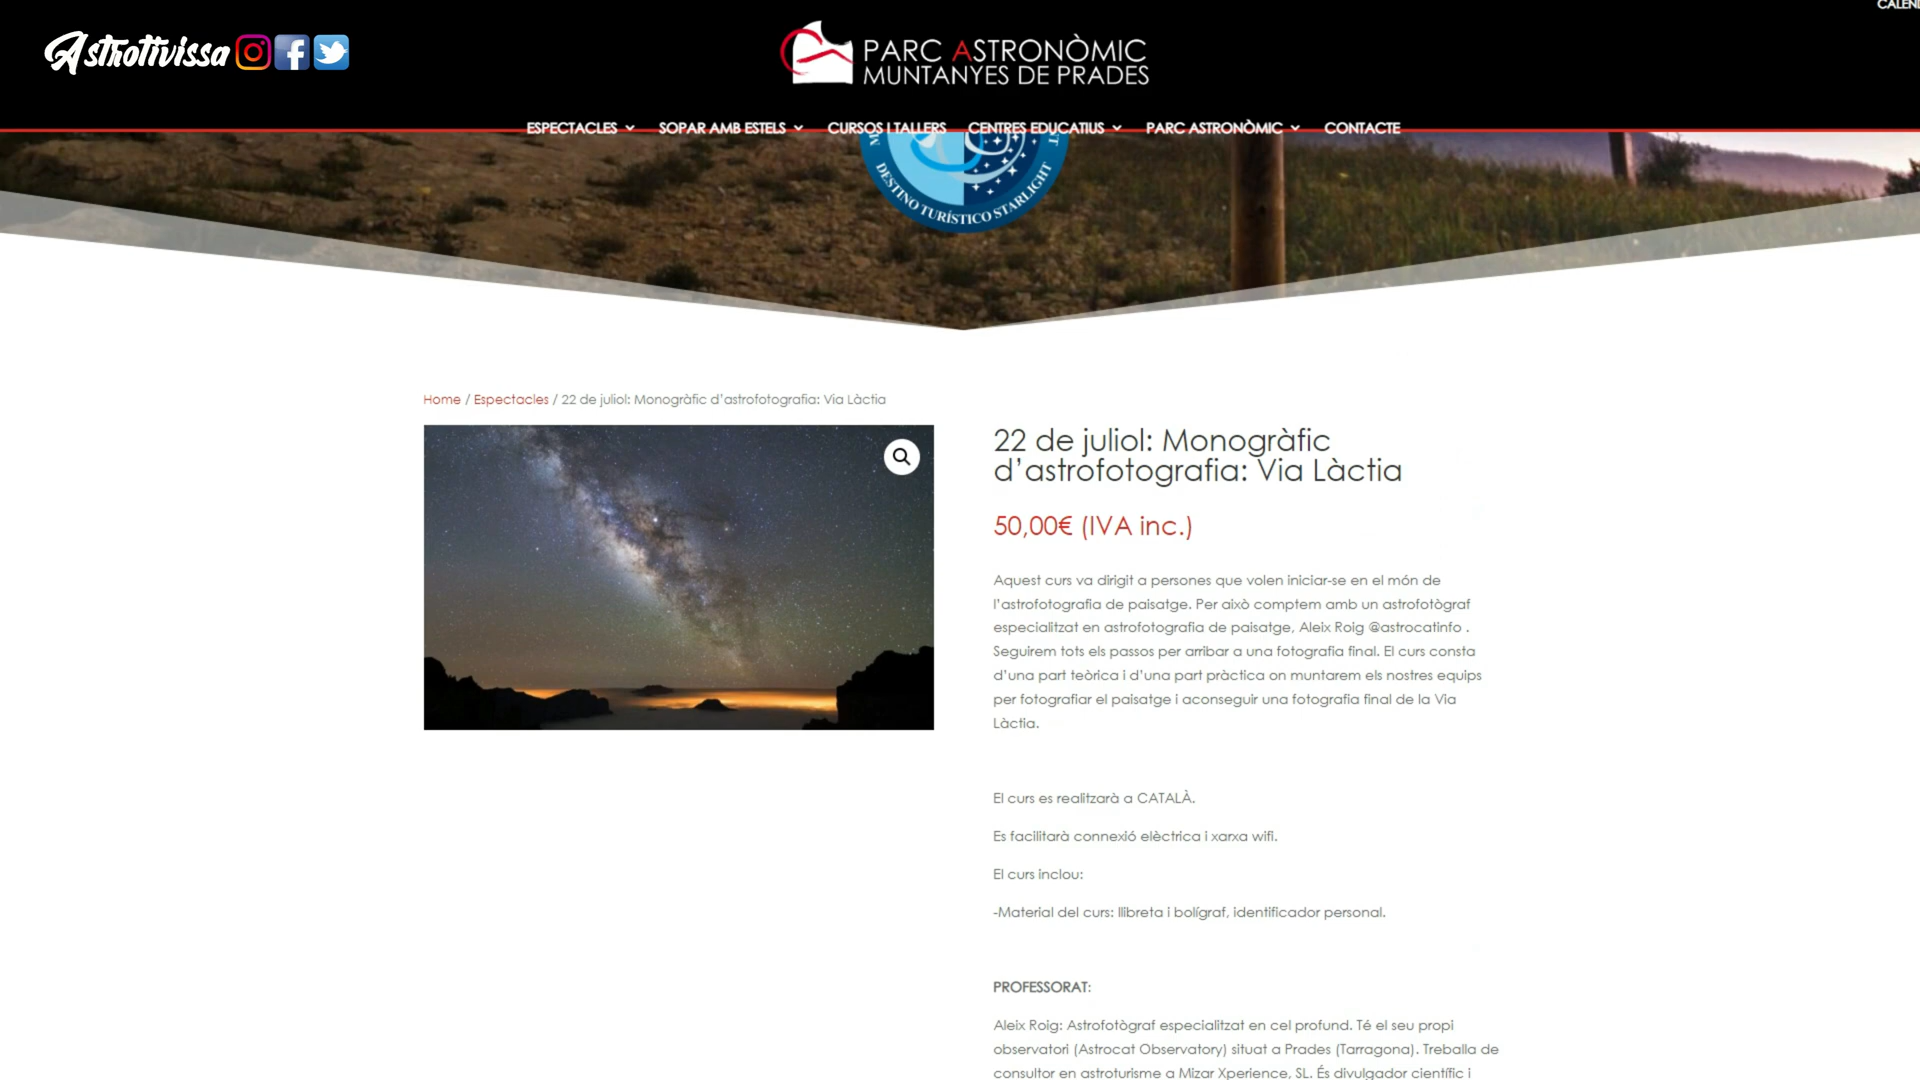 CALEN
Astrotivissa
PARC ASTRONÒMIC
MUNTANYES DE PRADES
ESPECTACLES
SOPAR AMB ESTELS
CURSOS I TALLERS
CENTRES EDUCATIUS
PARC ASTRONÒMIC
CONTACTE
DESTINO TURÍSTICO STARLIGHT
Home / Espectacles / 22 de juliol: Monogràfic d’astrofotografia: Via Làctia
22 de juliol: Monogràfic
d’astrofotografia: Via Làctia
50,00€ (IVA inc.)
Aquest curs va dirigit a persones que volen iniciar-se en el món de
l’astrofotografia de paisatge. Per això comptem amb un astrofotògraf
especialitzat en astrofotografia de paisatge, Aleix Roig @astrocatinfo .
Seguirem tots els passos per arribar a una fotografia final. El curs consta
d’una part teòrica i d’una part pràctica on muntarem els nostres equips
per fotografiar el paisatge i aconseguir una fotografia final de la Via
Làctia.
El curs es realitzarà a CATALÀ.
Es facilitarà connexió elèctrica i xarxa wifi.
El curs inclou:
-Material del curs: llibreta i bolígraf, identificador personal.
PROFESSORAT:
Aleix Roig: Astrofotògraf especialitzat en cel profund. Té el seu propi
observatori (Astrocat Observatory) situat a Prades (Tarragona). Treballa de
consultor en astroturisme a Mizar Xperience, SL. És divulgador científic i